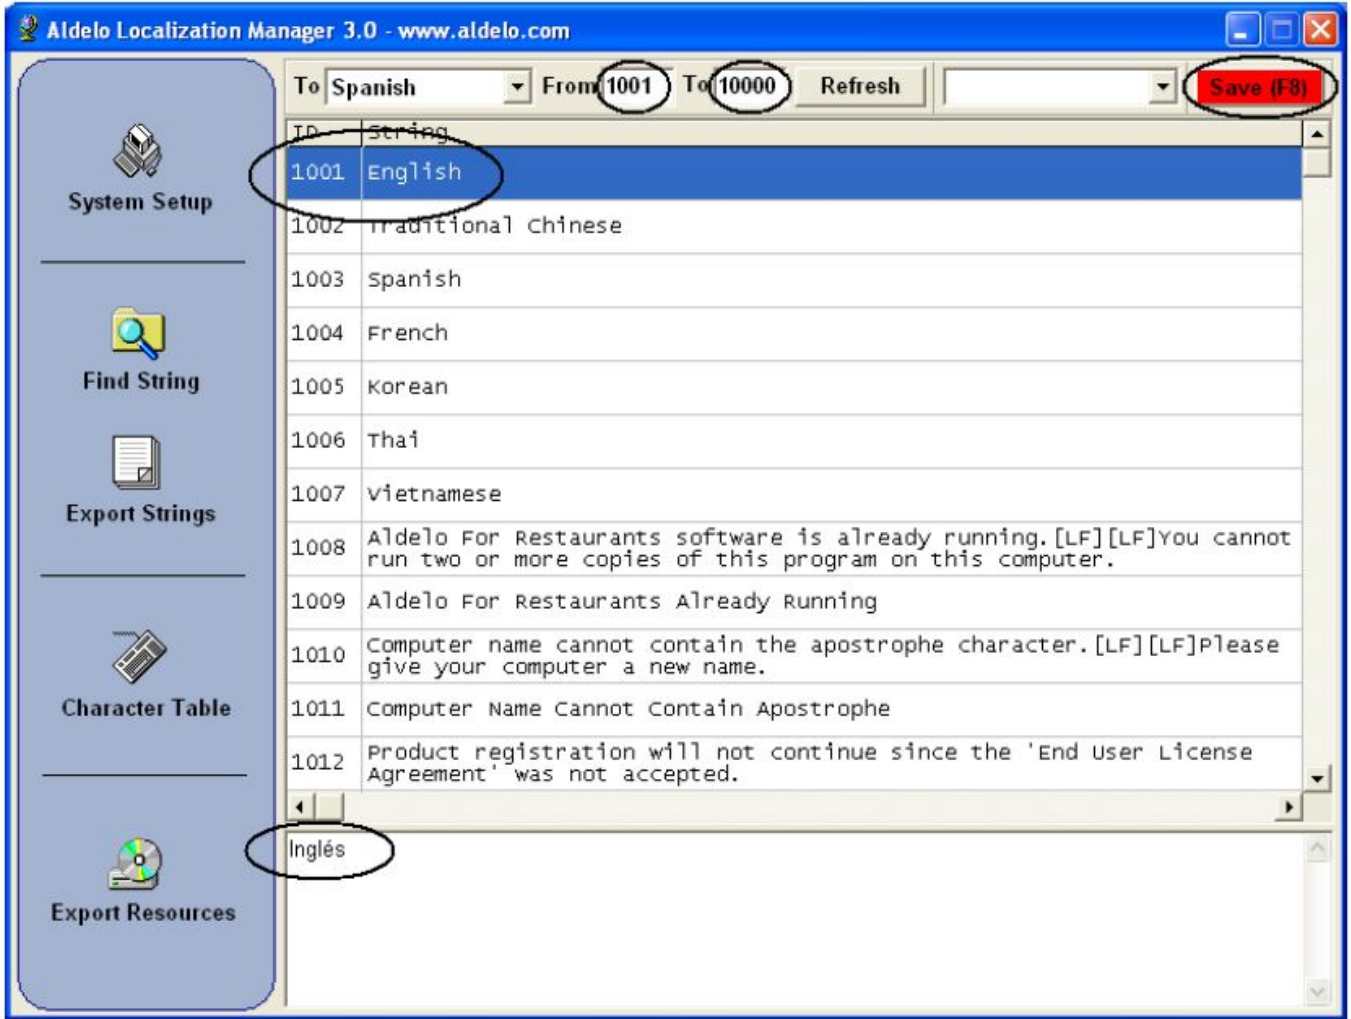 Aldelo Localization Manager 3.0 - www.aldelo.com
To Spanish From 1001 To 10000 Refresh Save (F8)
System Setup
Find String
Export Strings
Character Table
Export Resources
ID String
1001 English
1002 Traditional Chinese
1003 Spanish
1004 French
1005 Korean
1006 Thai
1007 Vietnamese
1008 Aldelo For Restaurants software is already running.[LF][LF]You cannot
run two or more copies of this program on this computer.
1009 Aldelo For Restaurants Already Running
1010 Computer name cannot contain the apostrophe character.[LF][LF]Please
give your computer a new name.
1011 Computer Name Cannot Contain Apostrophe
1012 Product registration will not continue since the 'End User License
Agreement' was not accepted.
Inglés